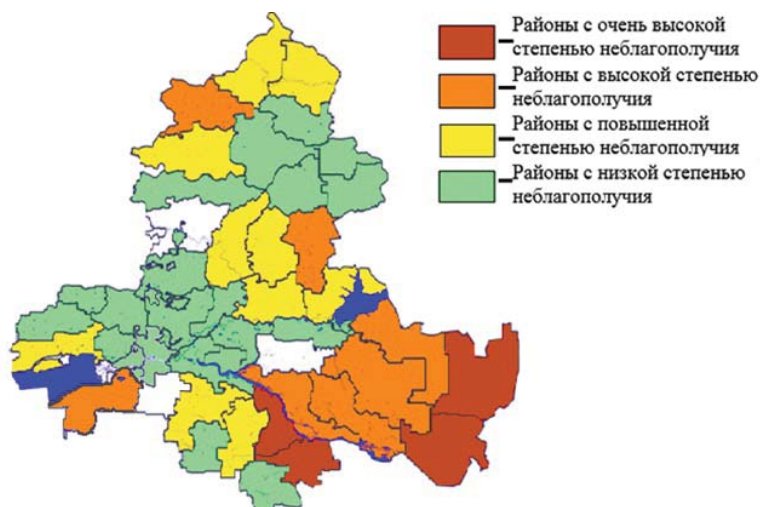 Районы с очень высокой
степенью неблагополучия
Районы с высокой степенью
неблагополучия
Районы с повышенной
степенью неблагополучия
Районы с низкой степенью
неблагополучия